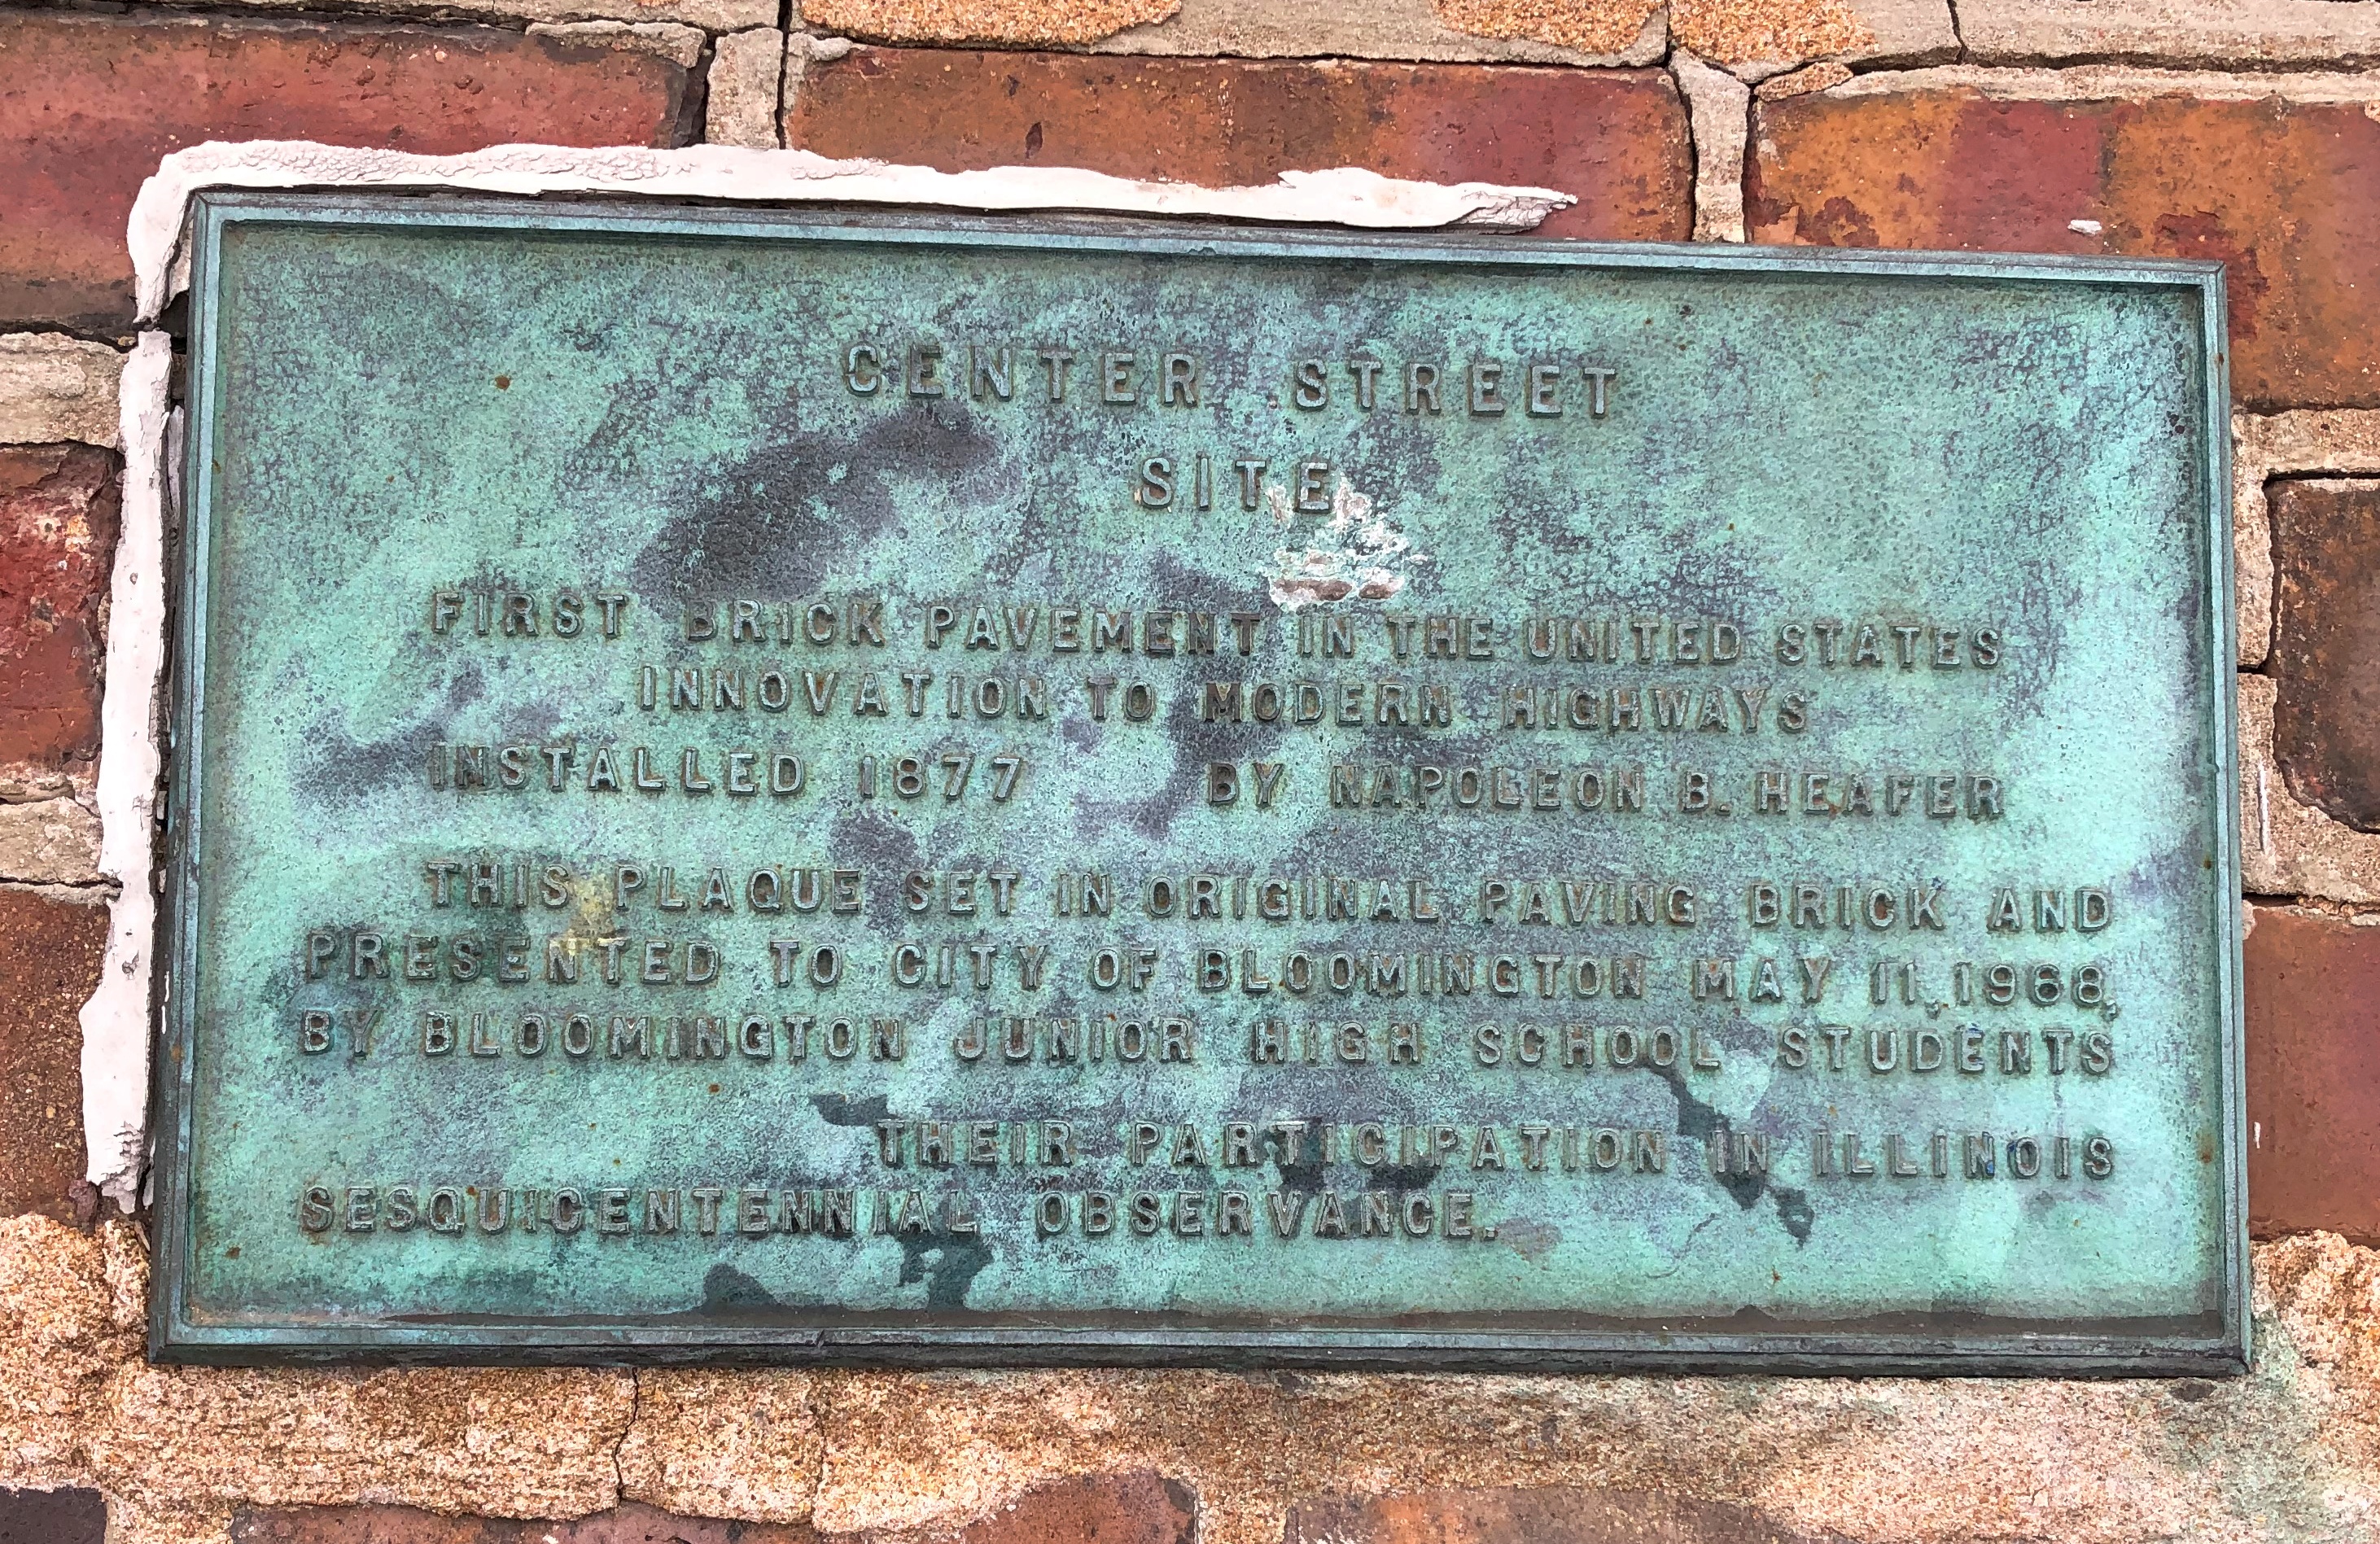 CENTER STREET
SITE
FIRST BRICK PAVEMENT IN THE UNITED STATES
INNOVATION TO MODERN HIGHWAYS
INSTALLED 1877 BY NAPOLEON B. HEAFER
THIS PLAQUE SET IN ORIGINAL PAVING BRICK AND
PRESENTED TO CITY OF BLOOMINGTON MAY 11, 1968,
BY BLOOMINGTON JUNIOR HIGH SCHOOL STUDENTS
THEIR PARTICIPATION IN ILLINOIS
SESQUICENTENNIAL OBSERVANCE.